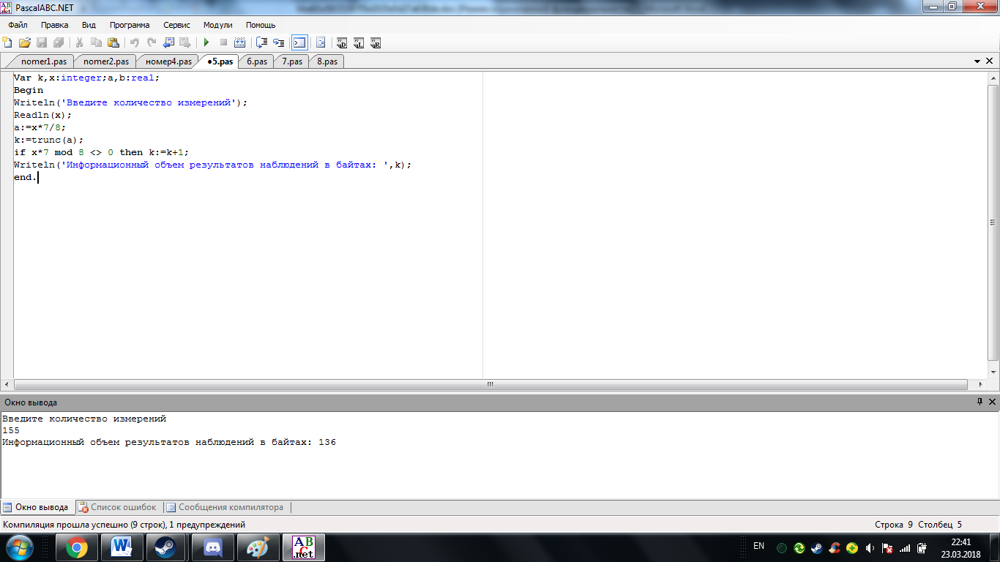 PascalABC.NET
Файл Правка Вид Программа Сервис Модули Помощь
nomer1.pas nomer2.pas номер4.pas •5.pas 6.pas 7.pas 8.pas
Var k,x:integer;a,b:real;
Begin
Writeln('Введите количество измерений');
Readln(x);
a:=x*7/8;
k:=trunc(a);
if x*7 mod 8 <> 0 then k:=k+1;
Writeln('Информационный объем результатов наблюдений в байтах: ',k);
end.
Окно вывода
Введите количество измерений
155
Информационный объем результатов наблюдений в байтах: 136
Окно вывода Список ошибок Сообщения компилятора
Компиляция прошла успешно (9 строк), 1 предупреждений Строка 9 Столбец 5
EN 22:41
23.03.2018